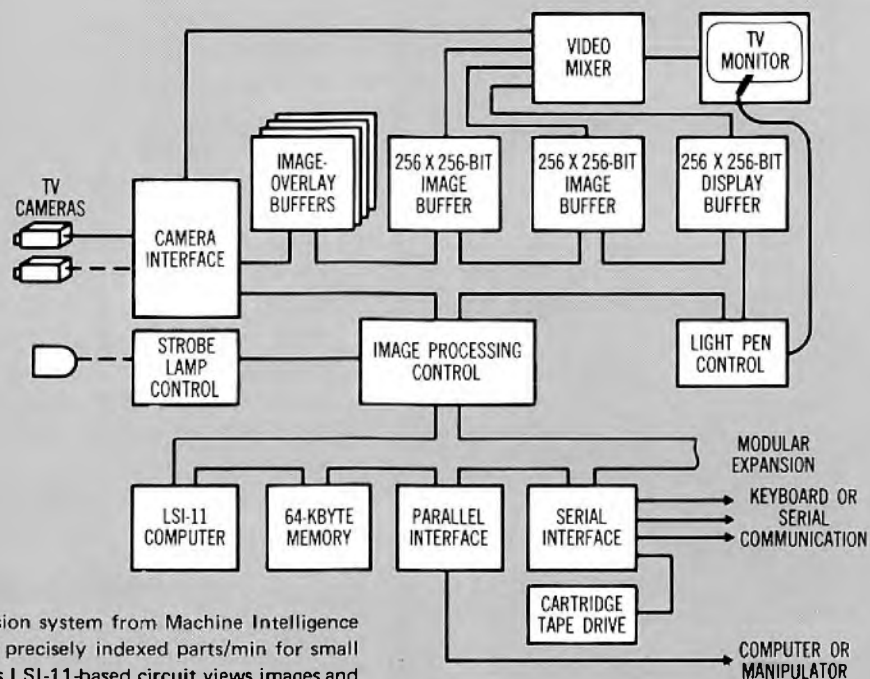 VIDEO
MIXER
TV
MONITOR
IMAGE-
OVERLAY
BUFFERS
256 X 256-BIT
IMAGE
BUFFER
256 X 256-BIT
IMAGE
BUFFER
256 X 256-BIT
DISPLAY
BUFFER
TV
CAMERAS
CAMERA
INTERFACE
STROBE
LAMP
CONTROL
IMAGE PROCESSING
CONTROL
LIGHT PEN
CONTROL
MODULAR
EXPANSION
LSI-11
COMPUTER
64-KBYTE
MEMORY
PARALLEL
INTERFACE
SERIAL
INTERFACE
KEYBOARD OR
SERIAL
COMMUNICATION
CARTRIDGE
TAPE DRIVE
COMPUTER OR
MANIPULATOR
sion system from Machine Intelligence
precisely indexed parts/min for small
LSI-11-based circuit views images and